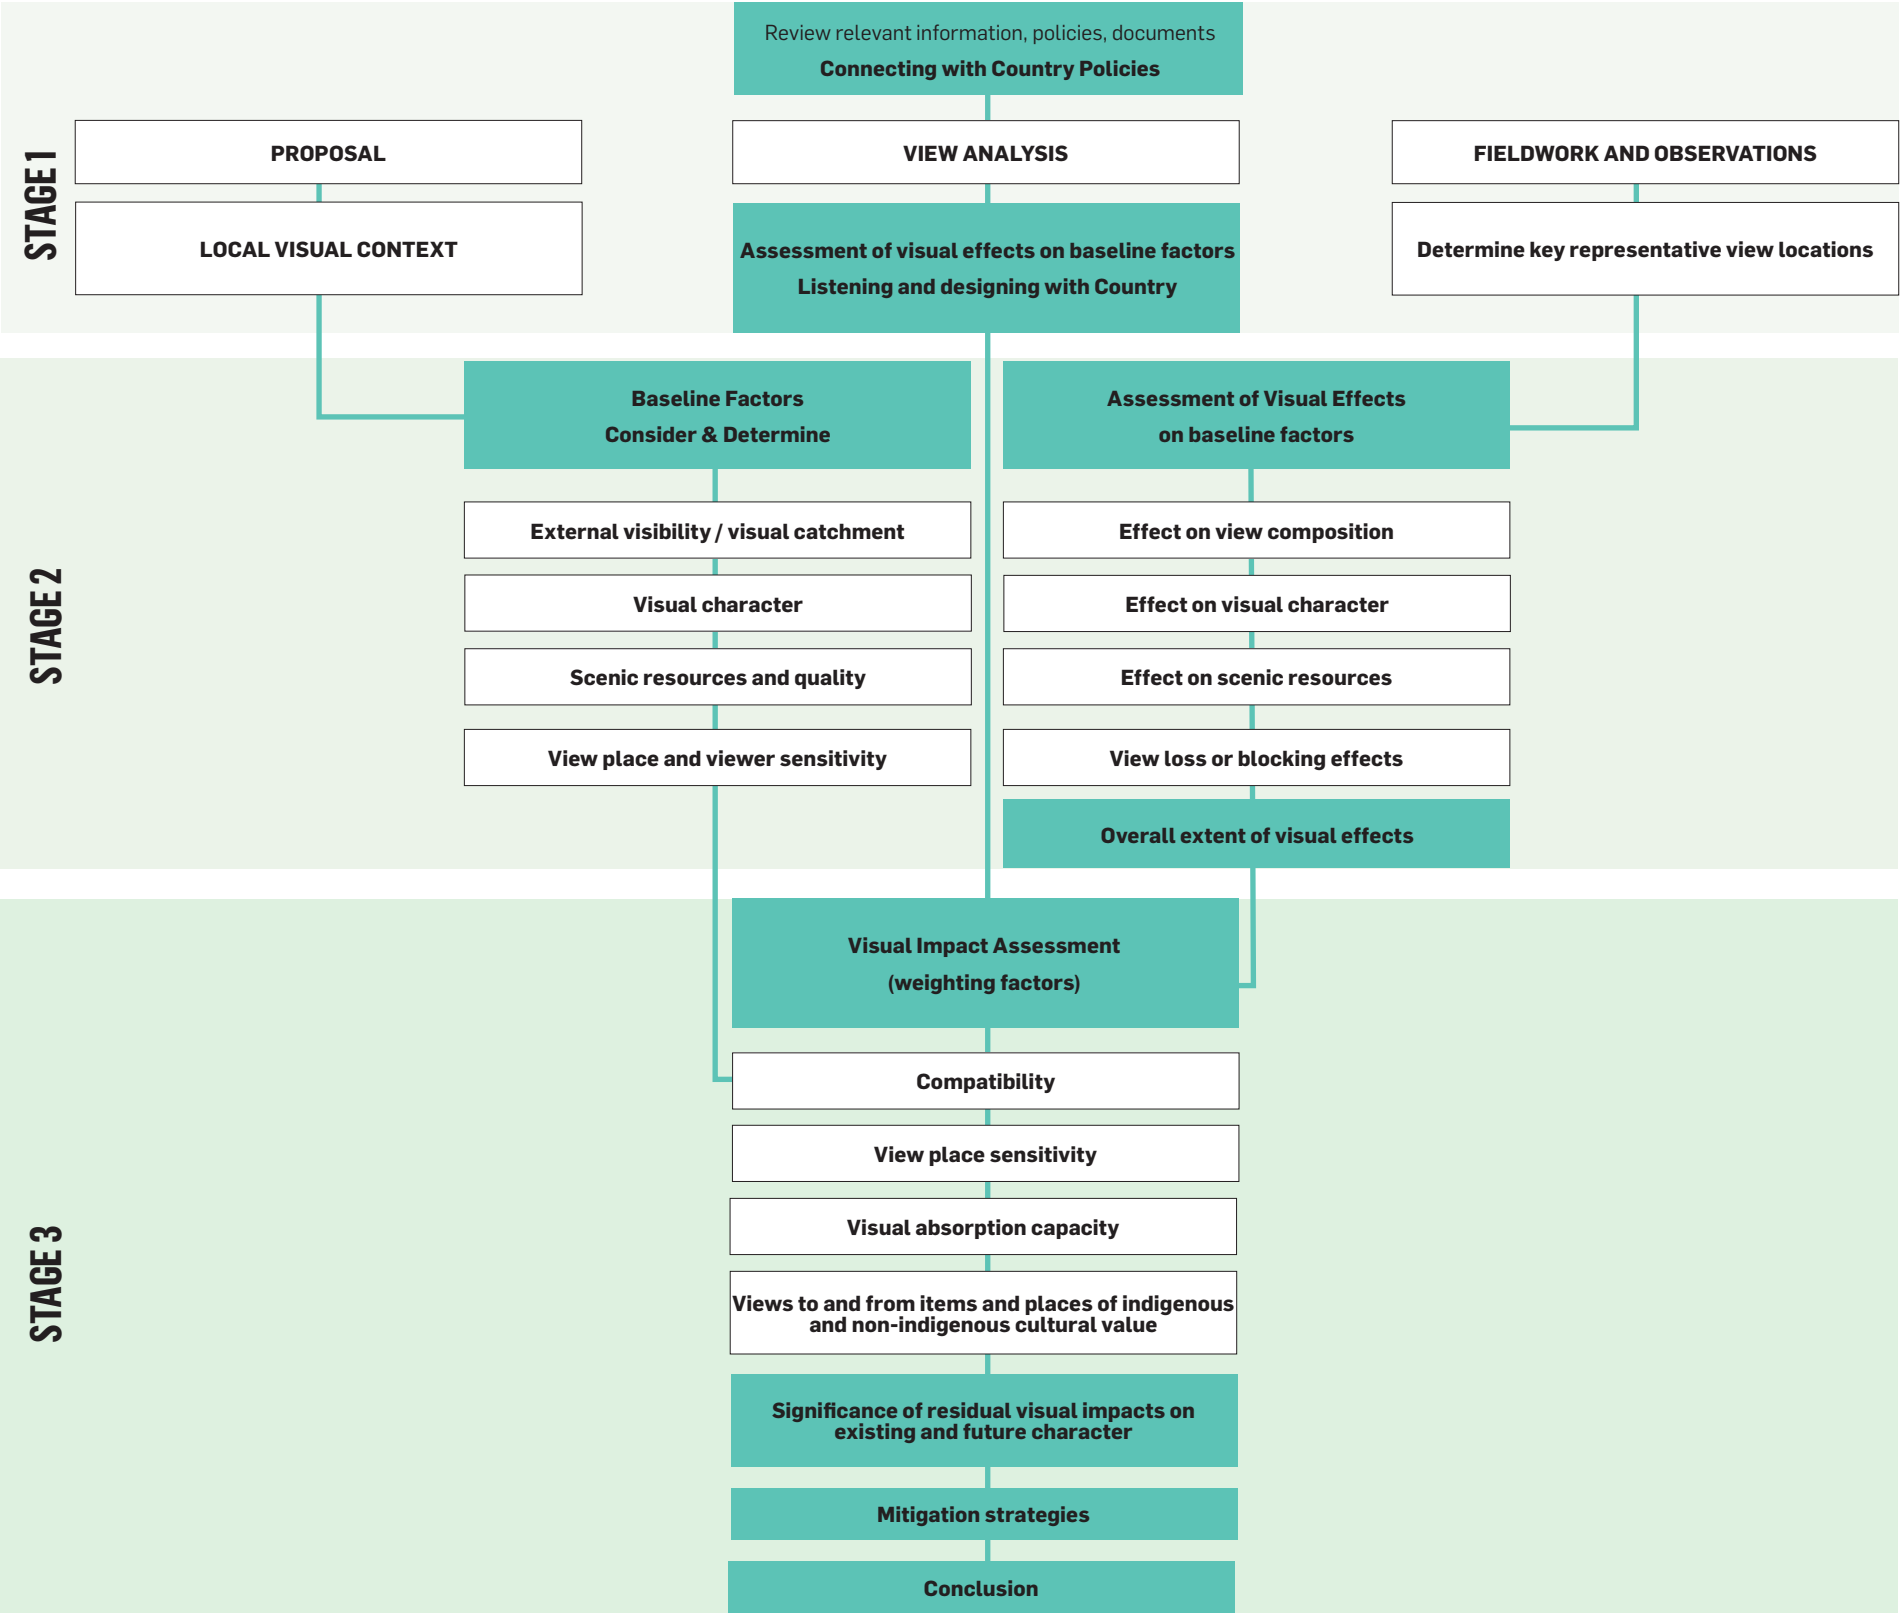 Review relevant information, policies, documents
Connecting with Country Policies
STAGE 1
PROPOSAL
VIEW ANALYSIS
FIELDWORK AND OBSERVATIONS
LOCAL VISUAL CONTEXT
Assessment of visual effects on baseline factors
Listening and designing with Country
Determine key representative view locations
STAGE 2
Baseline Factors
Consider & Determine
Assessment of Visual Effects
on baseline factors
External visibility / visual catchment
Effect on view composition
Visual character
Effect on visual character
Scenic resources and quality
Effect on scenic resources
View place and viewer sensitivity
View loss or blocking effects
Overall extent of visual effects
STAGE 3
Visual Impact Assessment
(weighting factors)
Compatibility
View place sensitivity
Visual absorption capacity
Views to and from items and places of indigenous
and non-indigenous cultural value
Significance of residual visual impacts on
existing and future character
Mitigation strategies
Conclusion